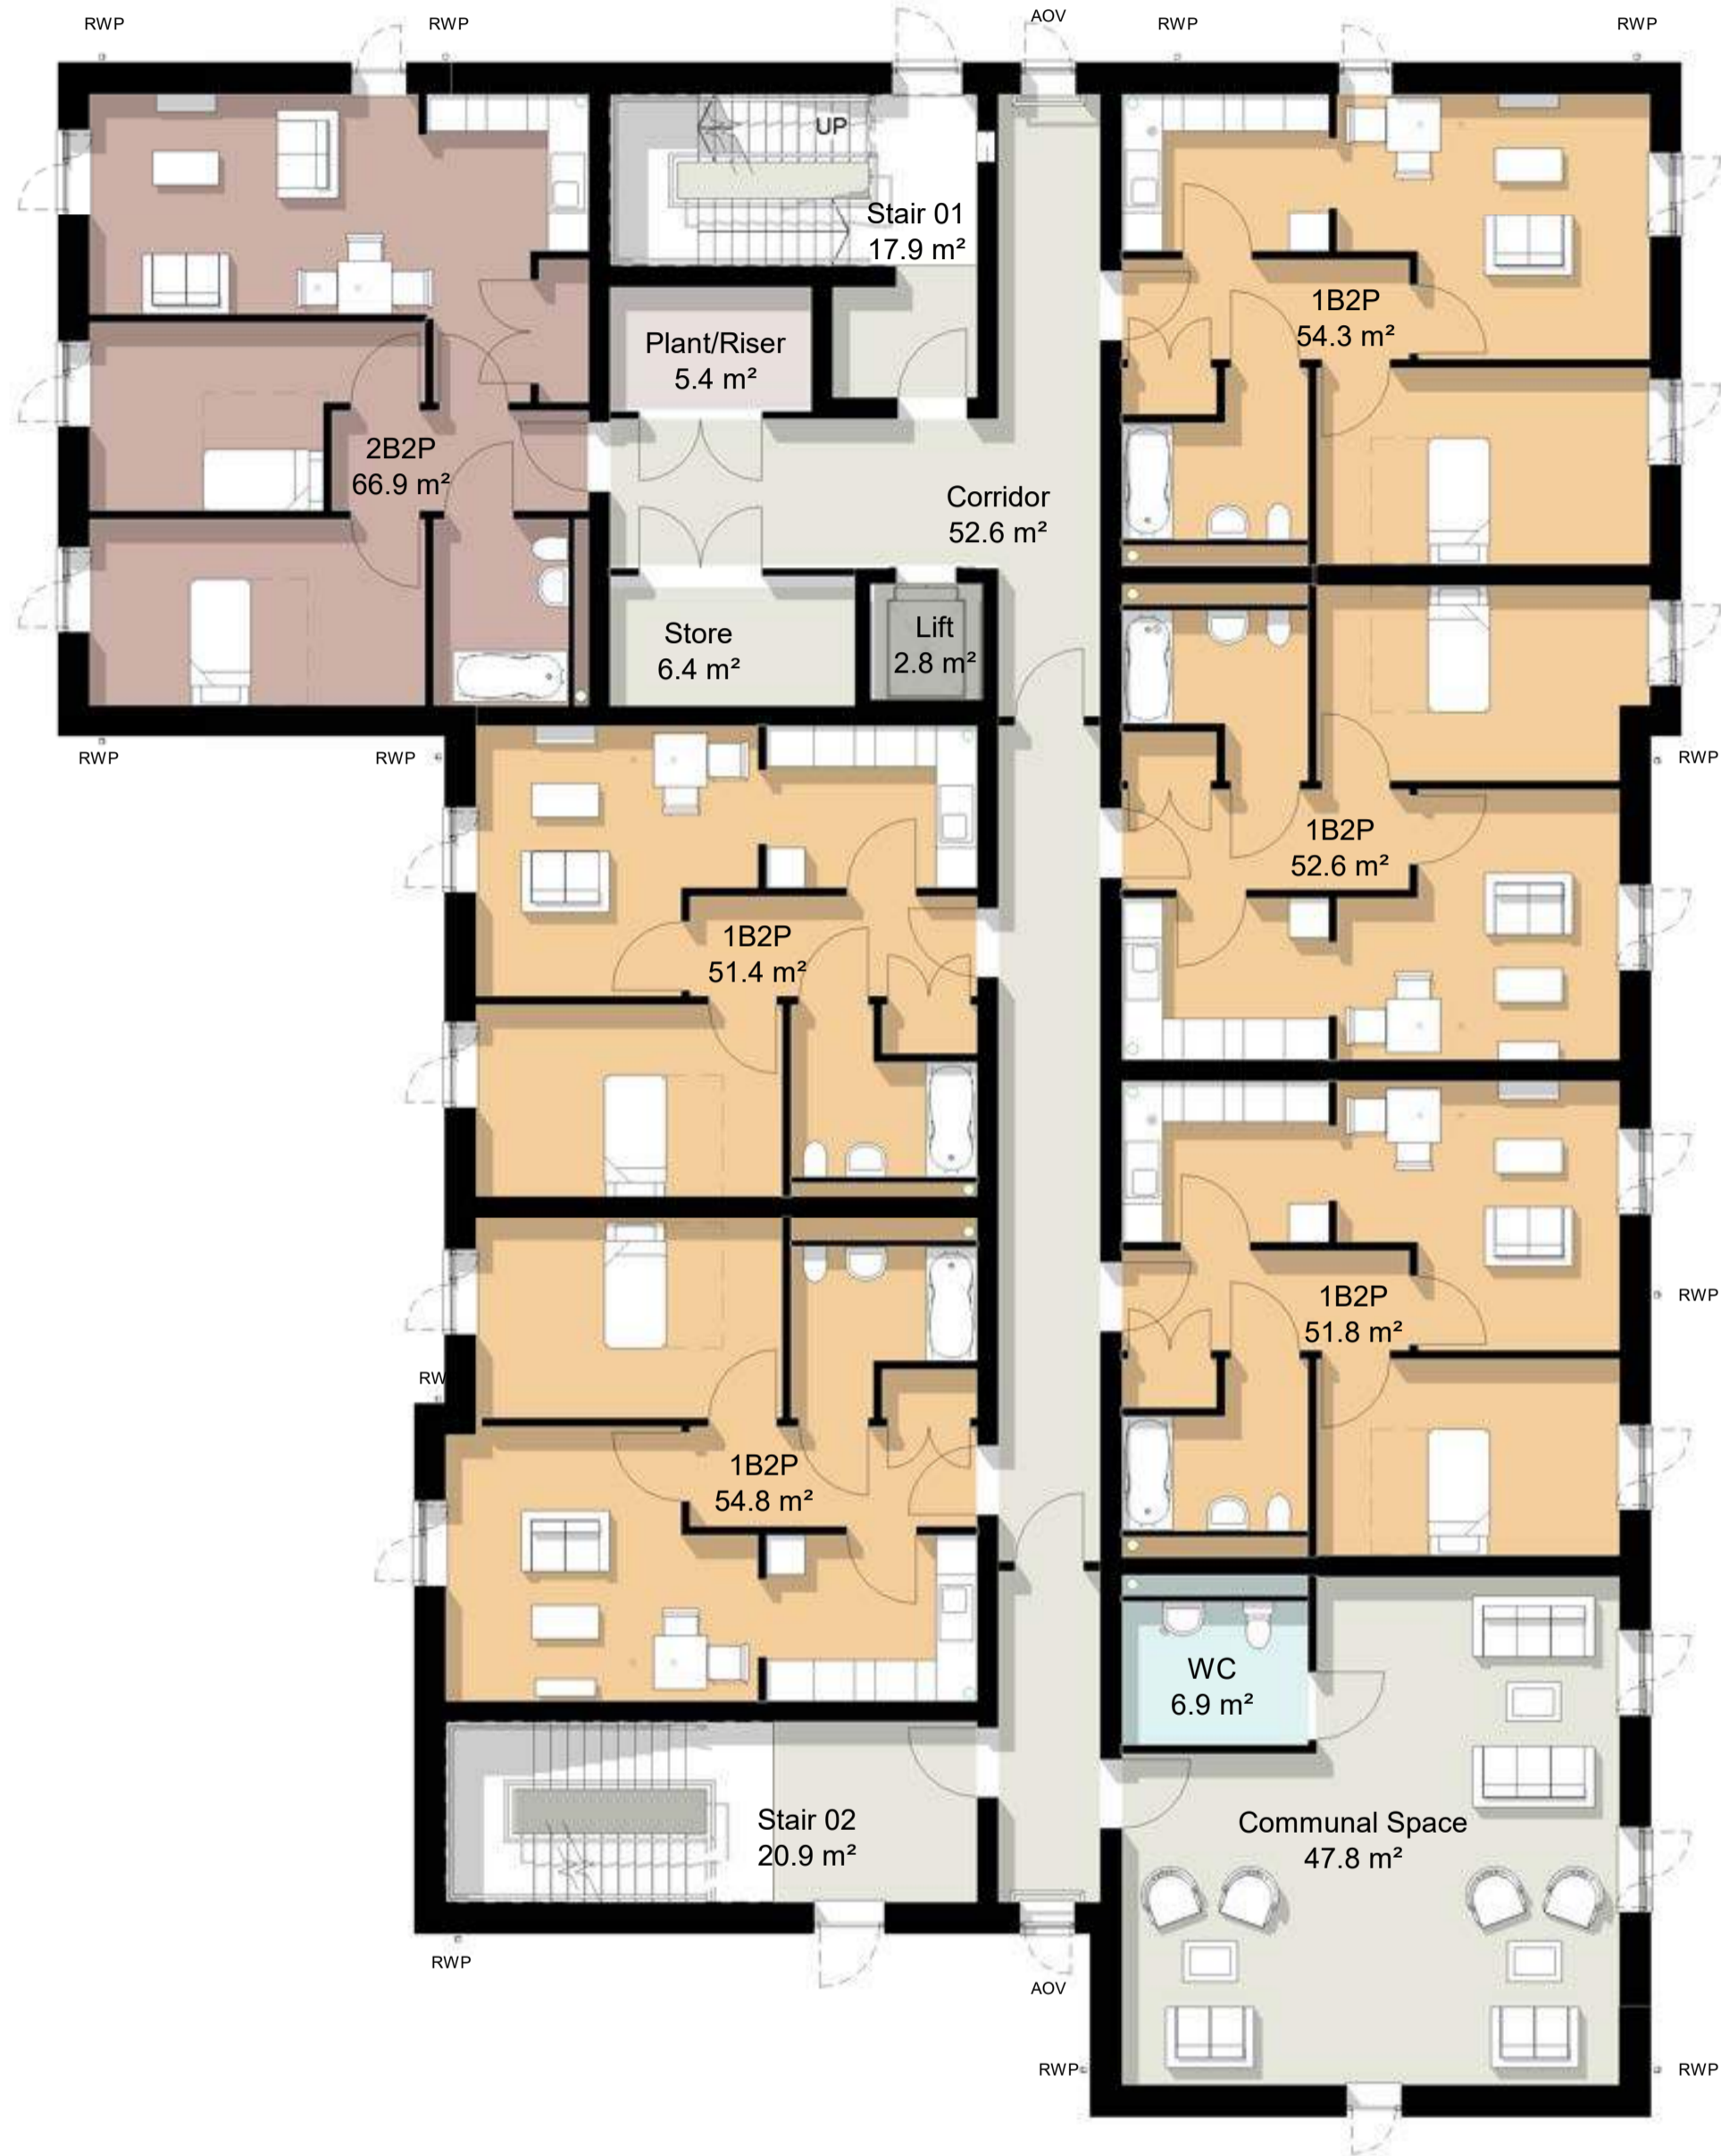 RWP
RWP
AOV
RWP
RWP
UP
Stair 01
17.9 m²
1B2P
54.3 m²
Plant/Riser
5.4 m²
2B2P
66.9 m²
Corridor
52.6 m²
Store
6.4 m²
Lift
2.8 m²
RWP
RWP
RWP
1B2P
52.6 m²
1B2P
51.4 m²
RWP
1B2P
51.8 m²
RW
1B2P
54.8 m²
WC
6.9 m²
Stair 02
20.9 m²
Communal Space
47.8 m²
RWP
AOV
RWP
RWP